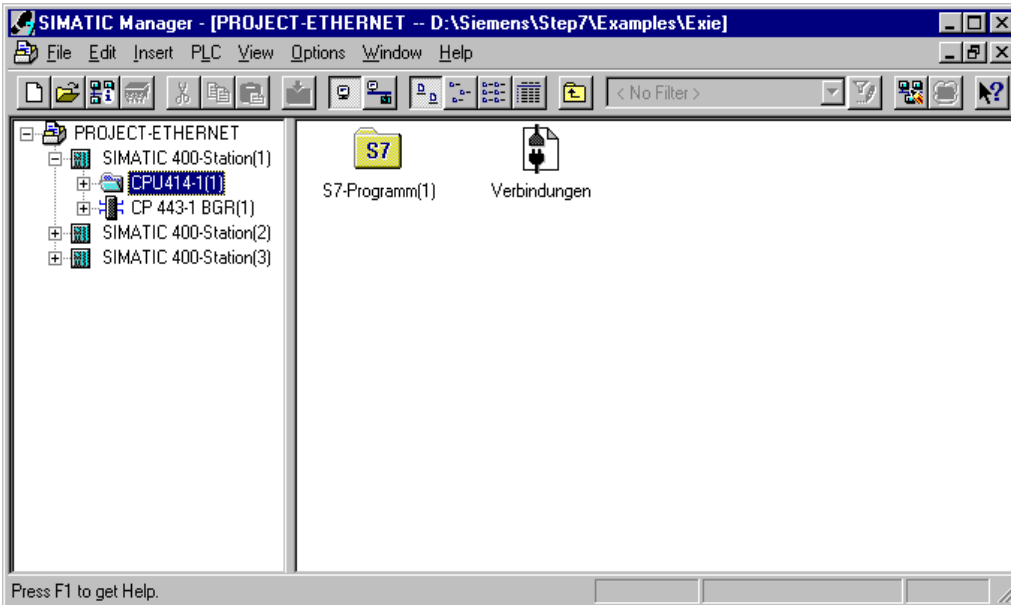 SIMATIC Manager - [PROJECT-ETHERNET -- D:\Siemens\Step7\Examples\Exie]
File Edit Insert PLC View Options Window Help
< No Filter >
PROJECT-ETHERNET
SIMATIC 400-Station(1)
CPU414-1(1)
CP 443-1 BGR(1)
SIMATIC 400-Station(2)
SIMATIC 400-Station(3)
S7
S7-Programm(1) Verbindungen
Press F1 to get Help.